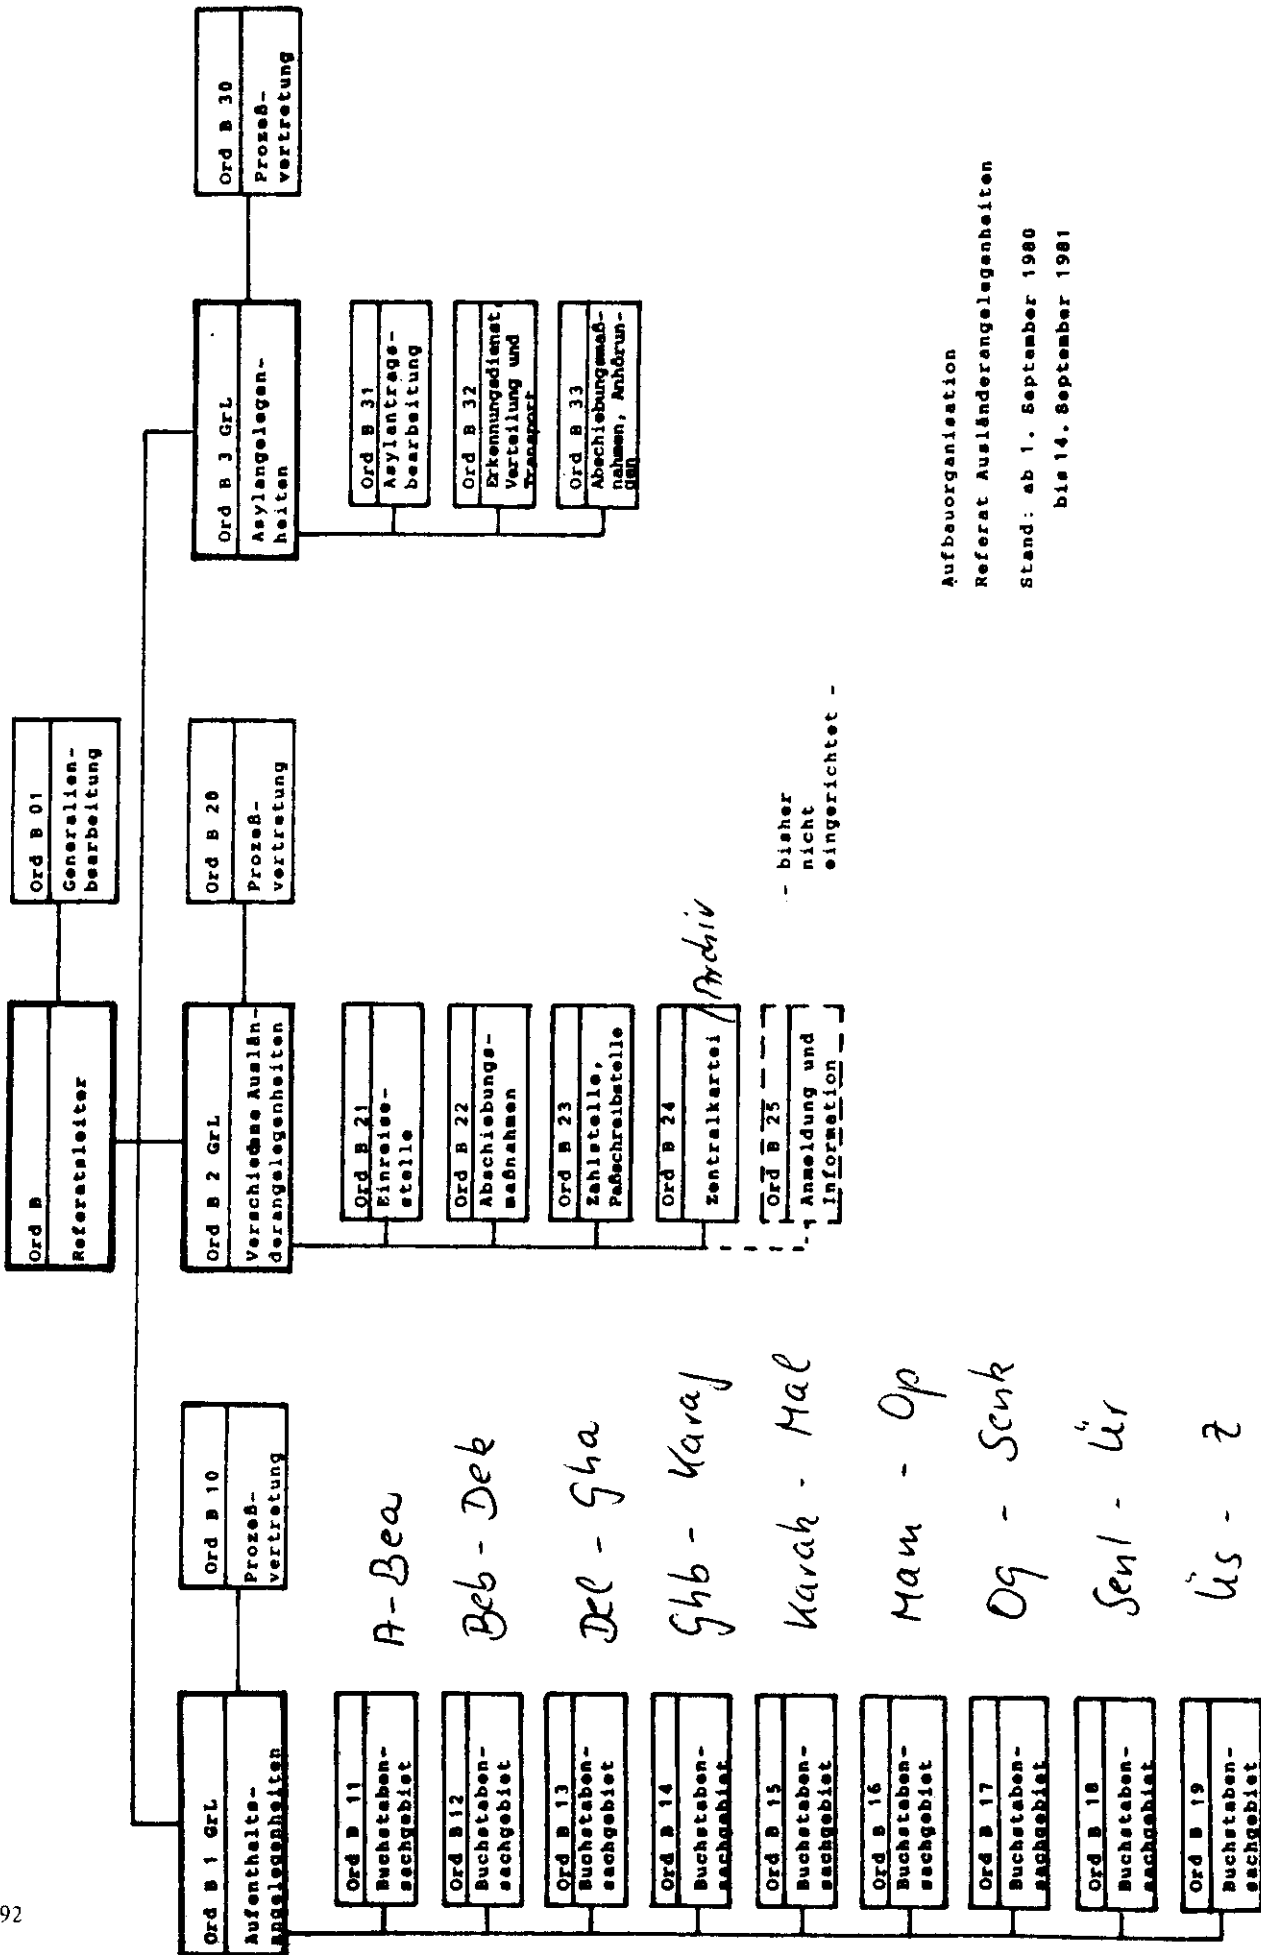 92
Ord B
Referatsleiter
Ord B 01
Generalien-
bearbeitung
Ord B 1 GrL
Aufenthalts-
angelegenheiten
Ord B 10
Prozeß-
vertretung
Ord B 11
Buchstaben-
sachgebiet
A-Bea
Ord B 12
Buchstaben-
sachgebiet
Beb - Dek
Ord B 13
Buchstaben-
sachgebiet
Del - Gha
Ord B 14
Buchstaben-
sachgebiet
Ghb - Karaj
Ord B 15
Buchstaben-
sachgebiet
Karak - Mal
Ord B 16
Buchstaben-
sachgebiet
Mam - Op
Ord B 17
Buchstaben-
sachgebiet
Oq - Senk
Ord B 18
Buchstaben-
sachgebiet
Senl - Ür
Ord B 19
Buchstaben-
sachgebiet
Üs - Z
Ord B 2 GrL
Verschiedene Auslän-
derangelegenheiten
Ord B 20
Prozeß-
vertretung
Ord B 21
Einreise-
stelle
Ord B 22
Abschiebungs-
maßnahmen
Ord B 23
Zahlstelle,
Paßschreibstelle
Ord B 24
Zentralkartei / Archiv
Ord B 25
Anmeldung und
Information
- bisher
nicht
eingerichtet -
Ord B 3 GrL
Asylangelegen-
heiten
Ord B 30
Prozeß-
vertretung
Ord B 31
Asylantrags-
bearbeitung
Ord B 32
Erkennungsdienst,
Verteilung und
Transport
Ord B 33
Abschiebungsmaß-
nahmen, Anhörun-
gen
Aufbauorganisation
Referat Ausländerangelegenheiten
Stand: ab 1. September 1980
bis 14. September 1981